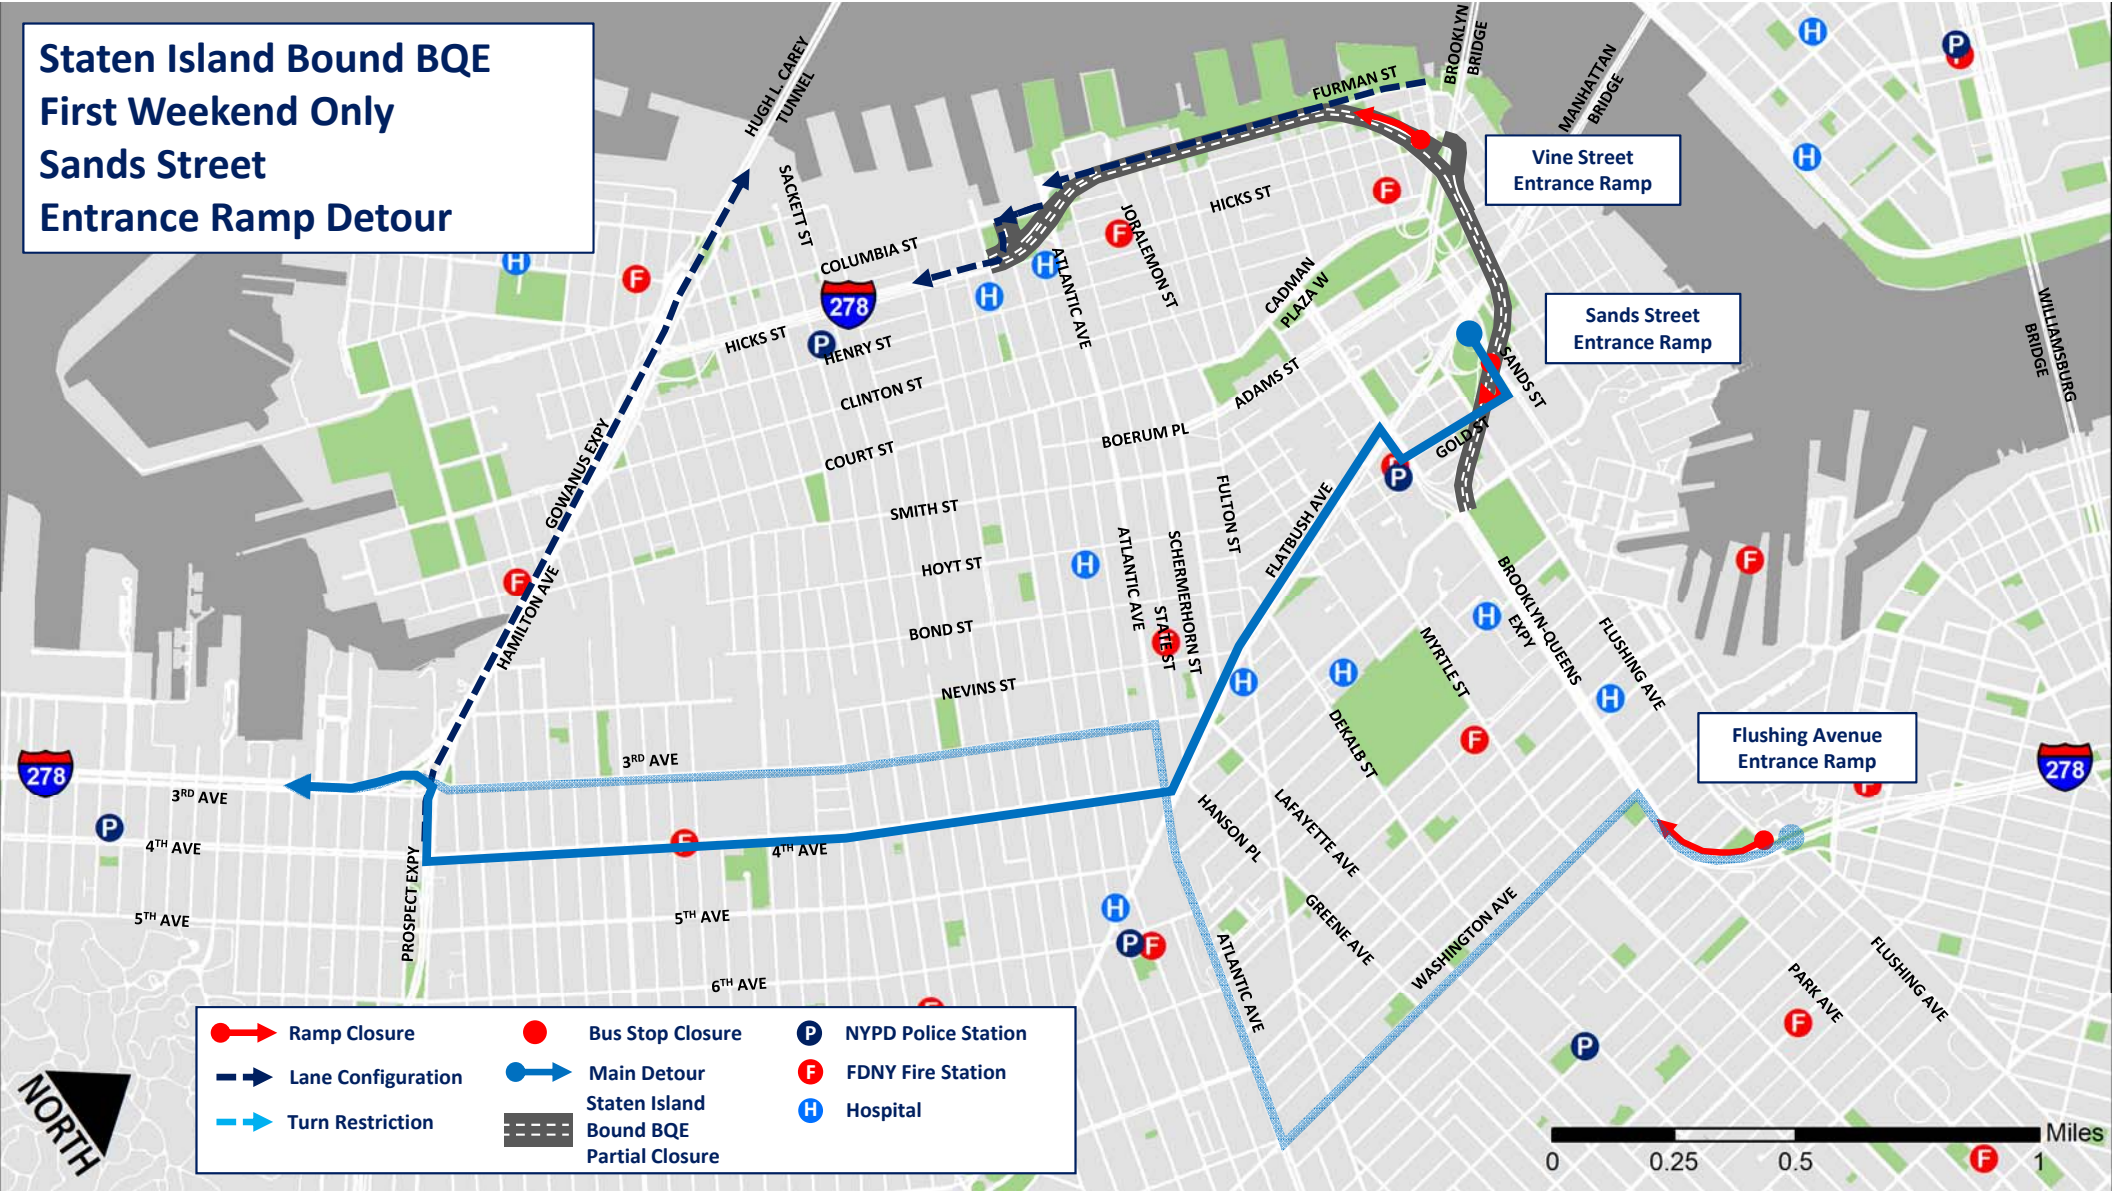 Staten Island Bound BQE
First Weekend Only
Sands Street
Entrance Ramp Detour
HUGH L. CAREY
TUNNEL
BROOKLYN
BRIDGE
MANHATTAN
BRIDGE
FURMAN ST
Vine Street
Entrance Ramp
H
H
P
F
SACKETT ST
COLUMBIA ST
HICKS ST
JORALEMON ST
ATLANTIC AVE
CADMAN
PLAZA W
F
F
H
F
H
H
278
P
HICKS ST
HENRY ST
CLINTON ST
COURT ST
BOERUM PL
ADAMS ST
Sands Street
Entrance Ramp
SANDS ST
GOLD ST
WILLIAMSBURG
BRIDGE
GOWANUS EXPY
HAMILTON AVE
F
SMITH ST
HOYT ST
BOND ST
NEVINS ST
H
ATLANTIC AVE
STATE ST
SCHERMERHORN ST
FULTON ST
FLATBUSH AVE
F
P
F
H
H
H
H
F
F
BROOKLYN-QUEENS
EXPY
FLUSHING AVE
MYRTLE ST
DEKALB ST
Flushing Avenue
Entrance Ramp
F
278
278
3RD AVE
3RD AVE
P
4TH AVE
4TH AVE
F
5TH AVE
5TH AVE
6TH AVE
PROSPECT EXPY
HANSON PL
LAFAYETTE AVE
GREENE AVE
WASHINGTON AVE
ATLANTIC AVE
H
P
F
F
PARK AVE
FLUSHING AVE
F
P
F
NORTH
Ramp Closure
Lane Configuration
Turn Restriction
Bus Stop Closure
Main Detour
Staten Island
Bound BQE
Partial Closure
P NYPD Police Station
F FDNY Fire Station
H Hospital
Miles
0 0.25 0.5 1